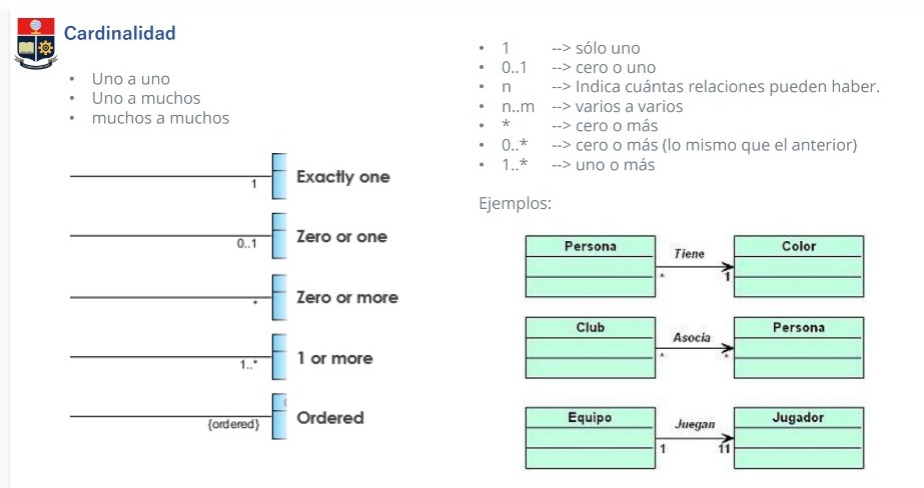 Cardinalidad
• Uno a uno
• Uno a muchos
• muchos a muchos
1 Exactly one
0..1 Zero or one
* Zero or more
1..* 1 or more
{ordered} Ordered
• 1 --> sólo uno
• 0..1 --> cero o uno
• n --> Indica cuántas relaciones pueden haber.
• n..m --> varios a varios
• * --> cero o más
• 0..* --> cero o más (lo mismo que el anterior)
• 1..* --> uno o más
Ejemplos:
Persona Tiene Color
* 1
Club Asocia Persona
* *
Equipo Juegan Jugador
1 11